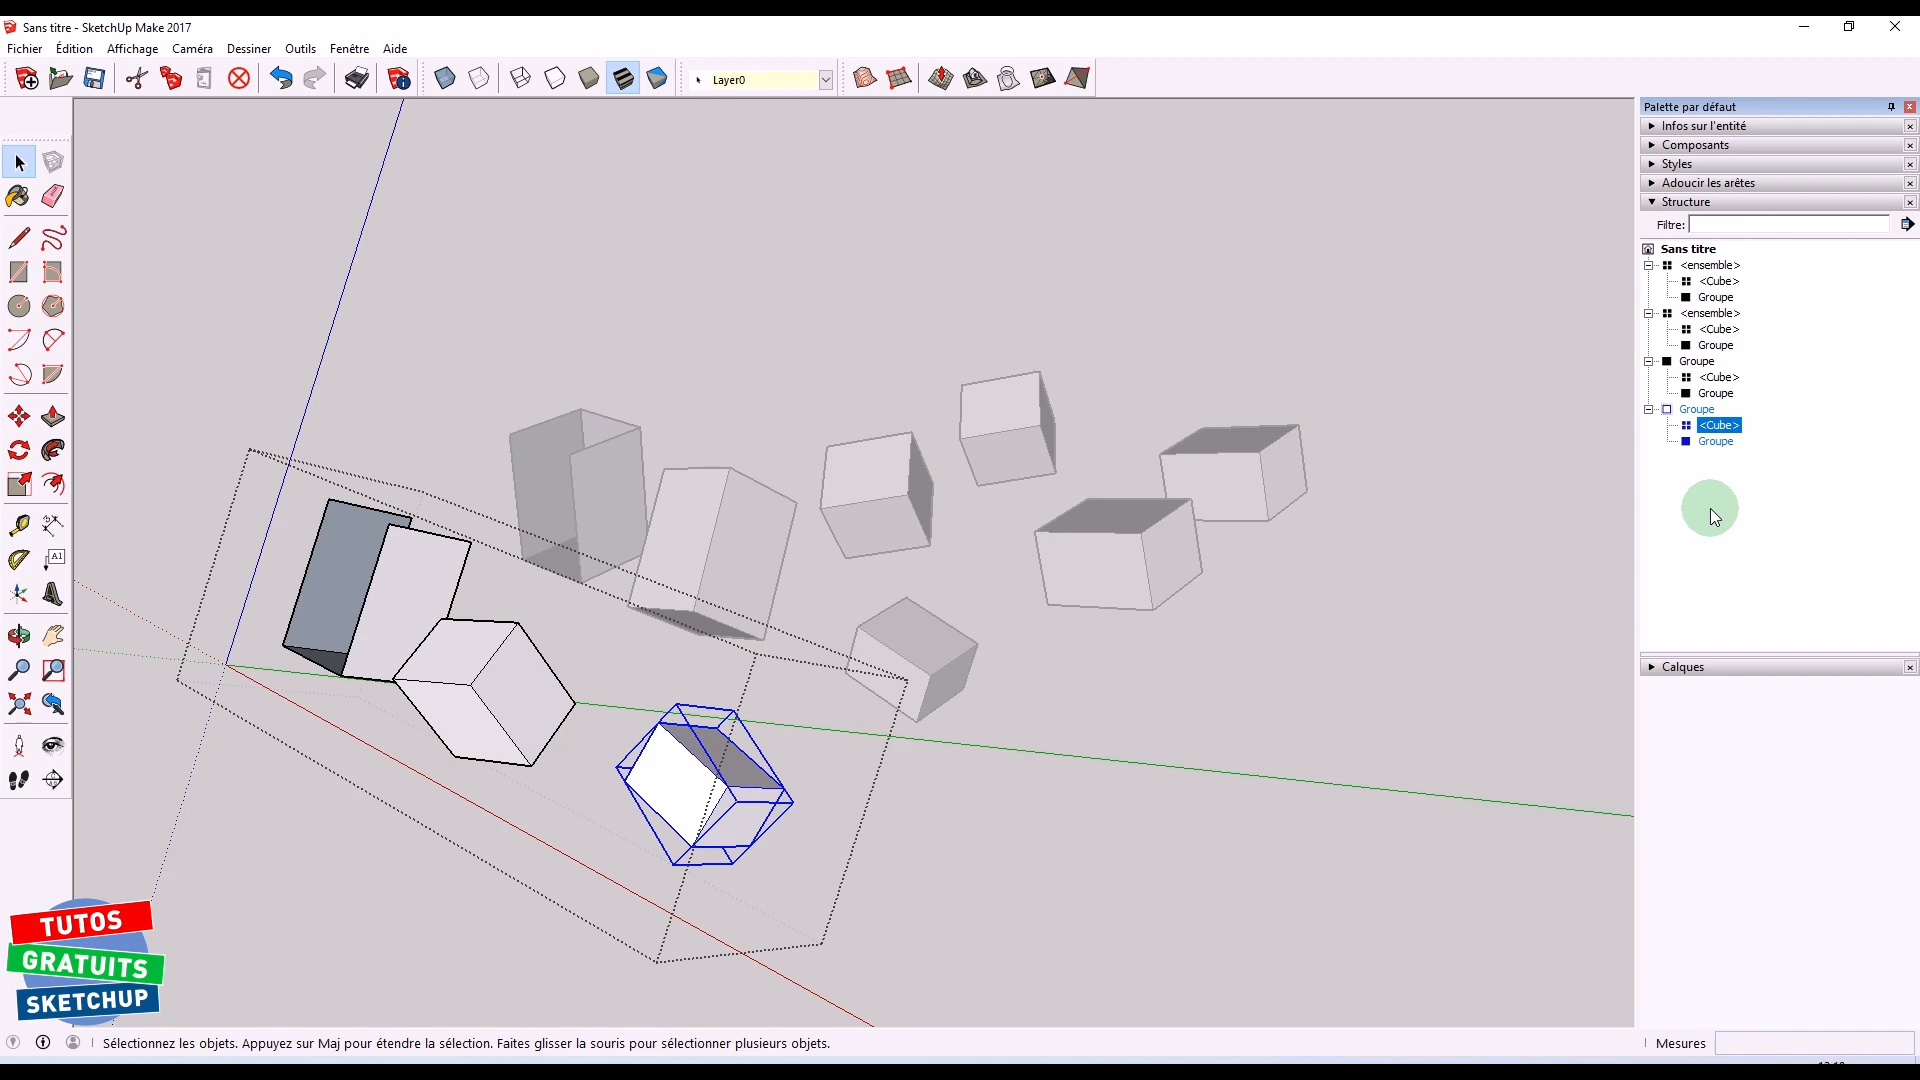 Sans titre - SketchUp Make 2017
Fichier Édition Affichage Caméra Dessiner Outils Fenêtre Aide
Layer0
Palette par défaut
Infos sur l'entité
Composants
Styles
Adoucir les arêtes
Structure
Filtre:
Sans titre
<ensemble>
<Cube>
Groupe
<ensemble>
<Cube>
Groupe
Groupe
<Cube>
Groupe
Groupe
<Cube>
Groupe
A1
Calques
TUTOS
GRATUITS
SKETCHUP
Sélectionnez les objets. Appuyez sur Maj pour étendre la sélection. Faites glisser la souris pour sélectionner plusieurs objets.
Mesures